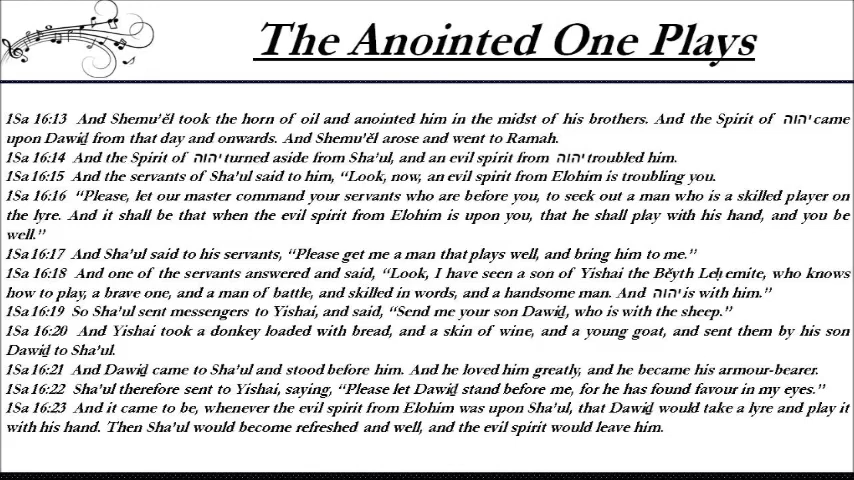 The Anointed One Plays
1Sa 16:13 And Shemu’ĕl took the horn of oil and anointed him in the midst of his brothers. And the Spirit of יהוה came
upon Dawiḏ from that day and onwards. And Shemu’ĕl arose and went to Ramah.
1Sa 16:14 And the Spirit of יהוה turned aside from Sha’ul, and an evil spirit from יהוה troubled him.
1Sa 16:15 And the servants of Sha’ul said to him, “Look, now, an evil spirit from Elohim is troubling you.
1Sa 16:16 “Please, let our master command your servants who are before you, to seek out a man who is a skilled player on
the lyre. And it shall be that when the evil spirit from Elohim is upon you, that he shall play with his hand, and you be
well.”
1Sa 16:17 And Sha’ul said to his servants, “Please get me a man that plays well, and bring him to me.”
1Sa 16:18 And one of the servants answered and said, “Look, I have seen a son of Yishai the Bĕyth Leḥemite, who knows
how to play, a brave one, and a man of battle, and skilled in words, and a handsome man. And יהוה is with him.”
1Sa 16:19 So Sha’ul sent messengers to Yishai, and said, “Send me your son Dawiḏ, who is with the sheep.”
1Sa 16:20 And Yishai took a donkey loaded with bread, and a skin of wine, and a young goat, and sent them by his son
Dawiḏ to Sha’ul.
1Sa 16:21 And Dawiḏ came to Sha’ul and stood before him. And he loved him greatly, and he became his armour-bearer.
1Sa 16:22 Sha’ul therefore sent to Yishai, saying, “Please let Dawiḏ stand before me, for he has found favour in my eyes.”
1Sa 16:23 And it came to be, whenever the evil spirit from Elohim was upon Sha’ul, that Dawiḏ would take a lyre and play it
with his hand. Then Sha’ul would become refreshed and well, and the evil spirit would leave him.